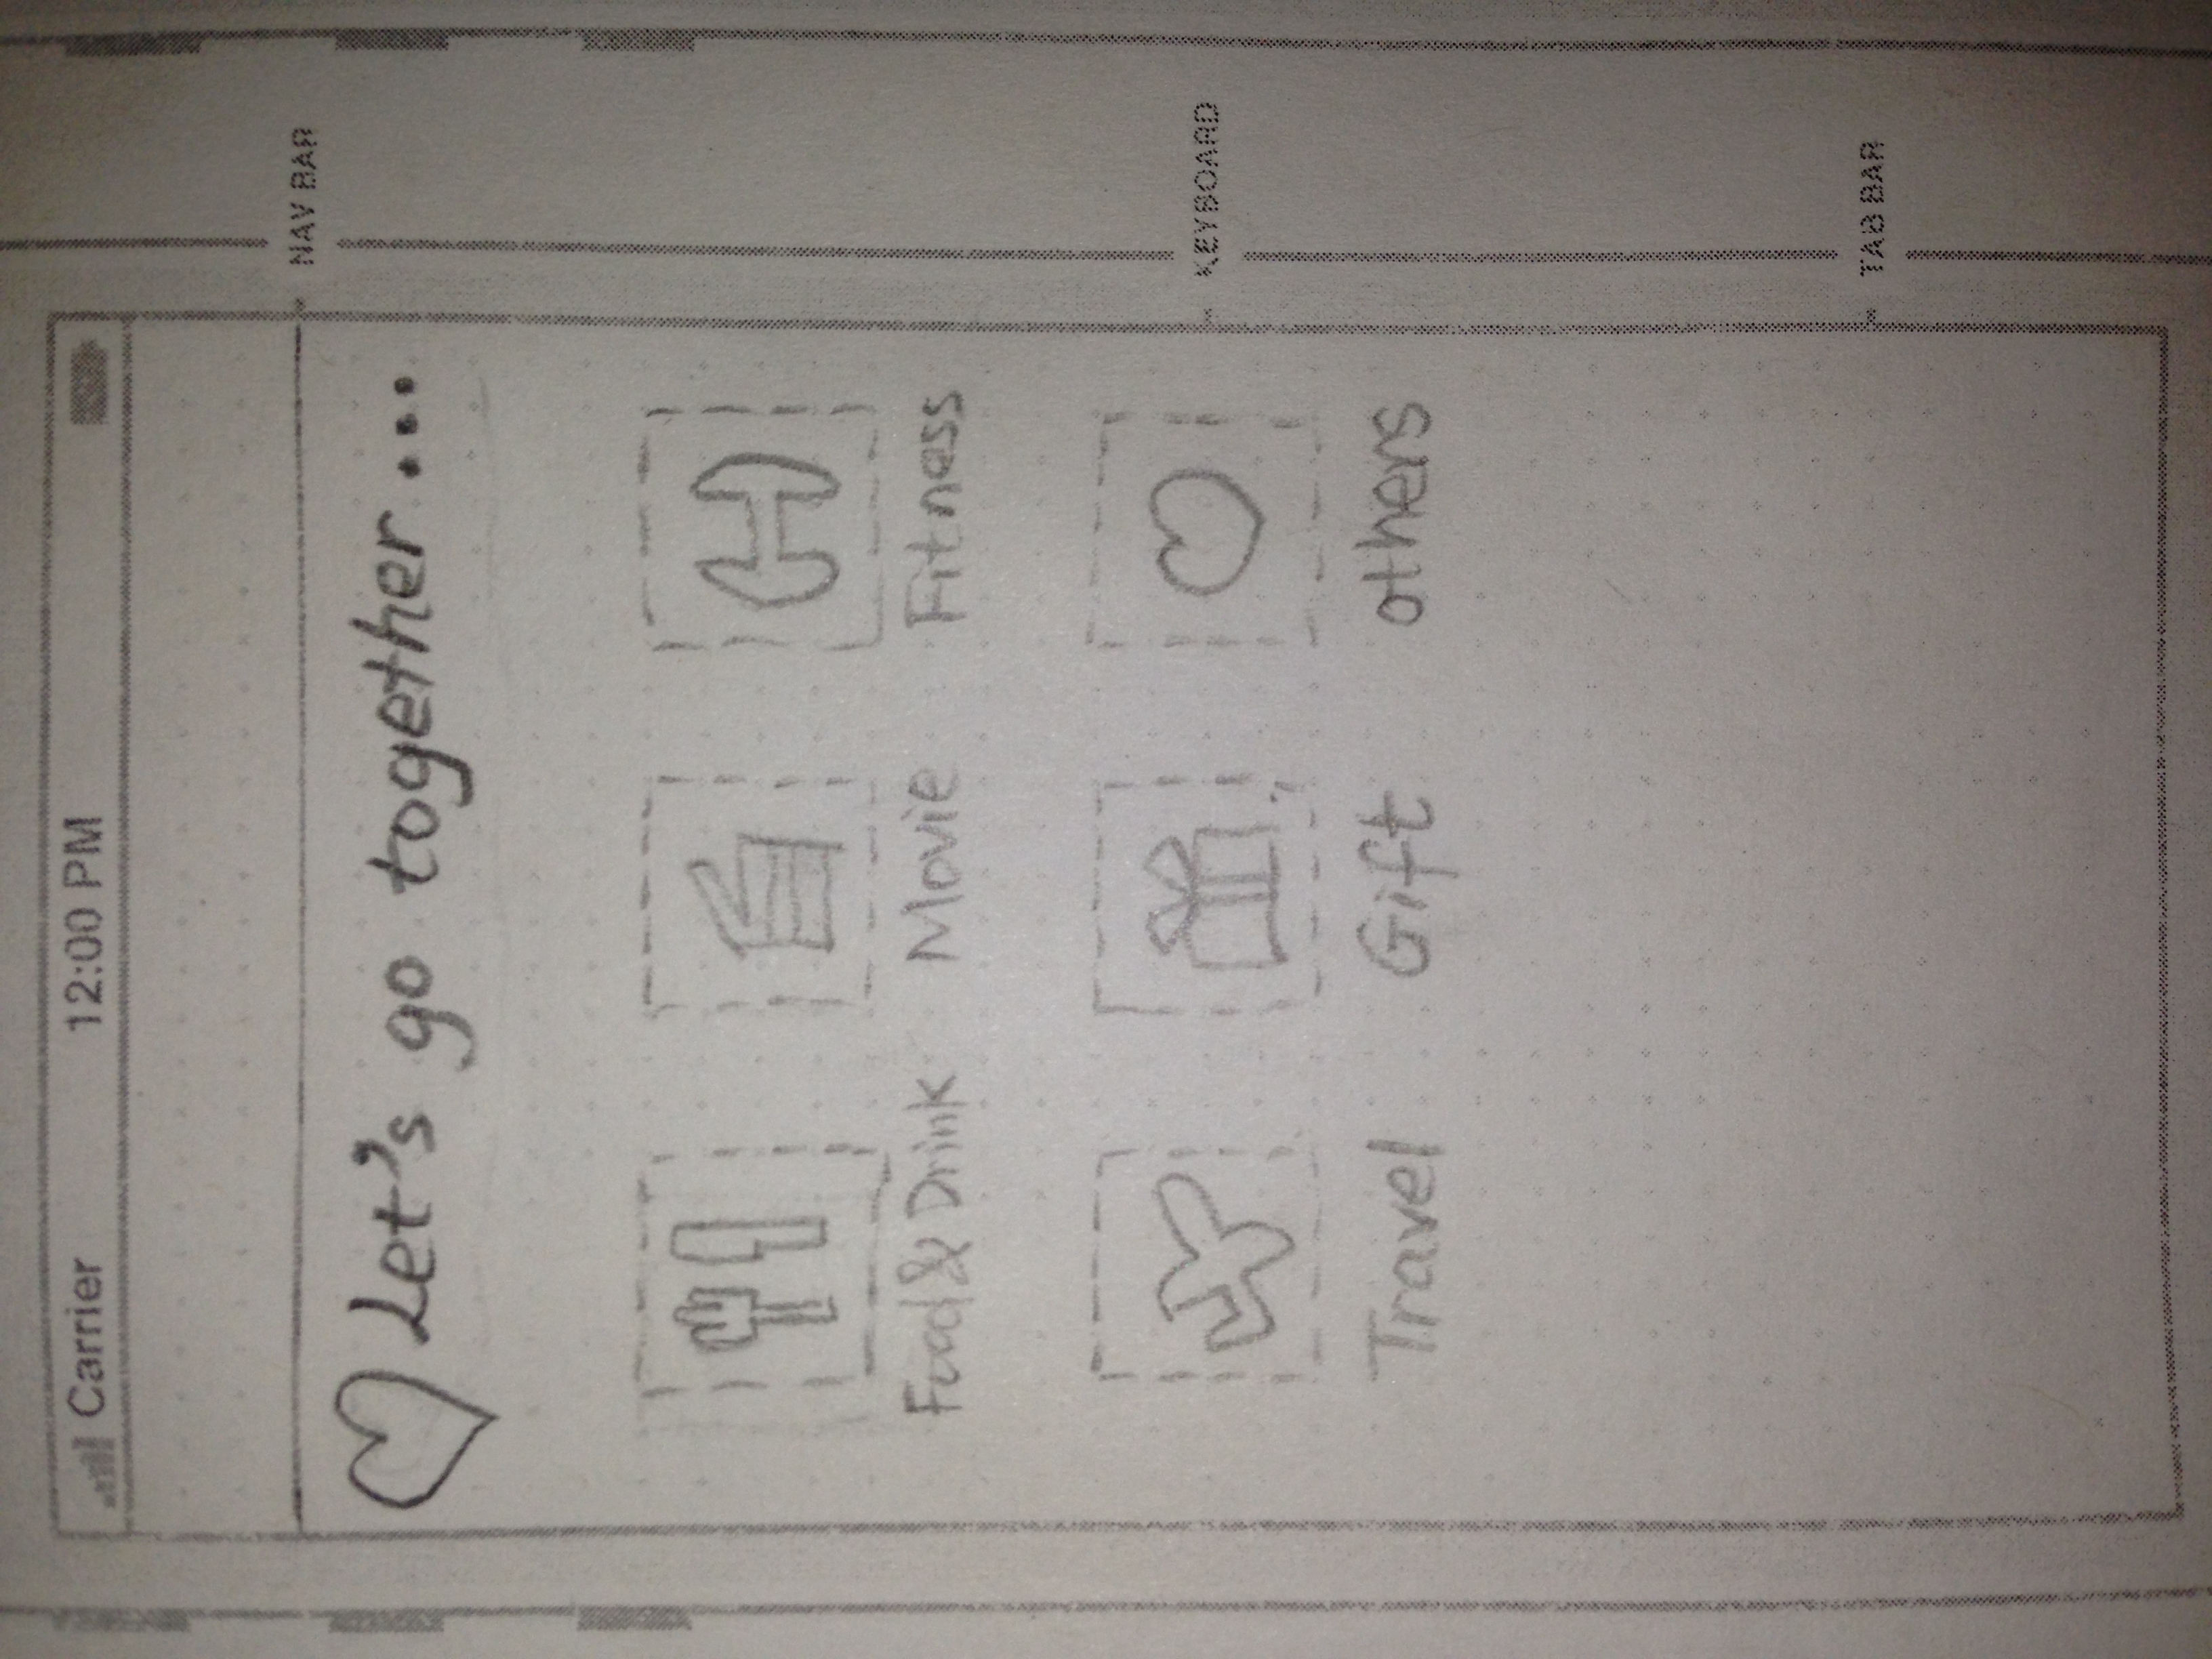 Carrier 12:00 PM
NAV BAR
Let's go together...
Food & Drink Movie Fitness
KEYBOARD
Travel Gift others
TAB BAR